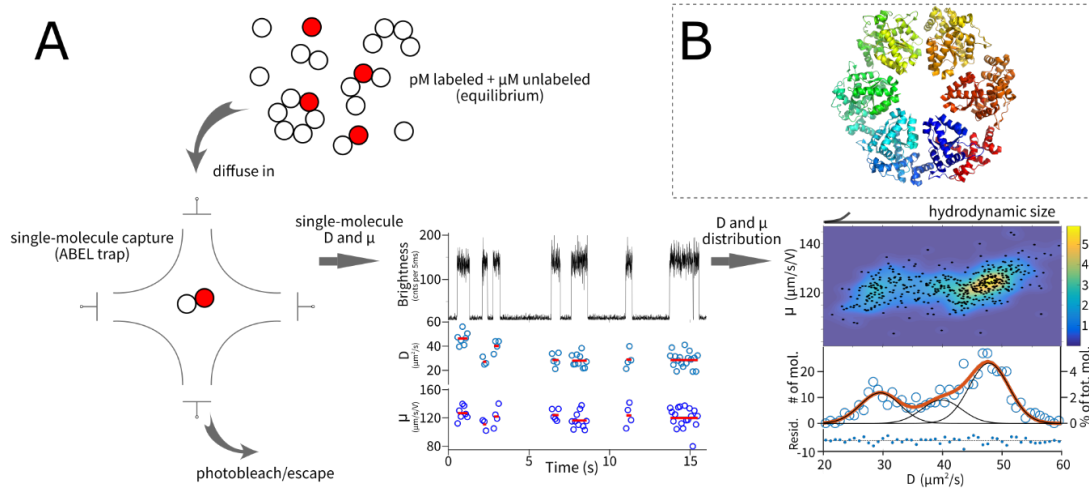 A
pM labeled + μM unlabeled
(equilibrium)
diffuse in
single-molecule capture
(ABEL trap)
photobleach/escape
single-molecule
D and μ
Brightness
(cnts per 5ms)
200
100
D
(μm²/s)
60
40
20
μ
(μm/s/V)
160
120
80
0 5 10 15
Time (s)
D and μ
distribution
B
hydrodynamic size
μ (μm/s/V)
140
120
5
4
3
2
1
# of mol.
20
10
0
% of tot. mol.
4
2
0
Resid.
-10
20 30 40 50 60
D (μm²/s)